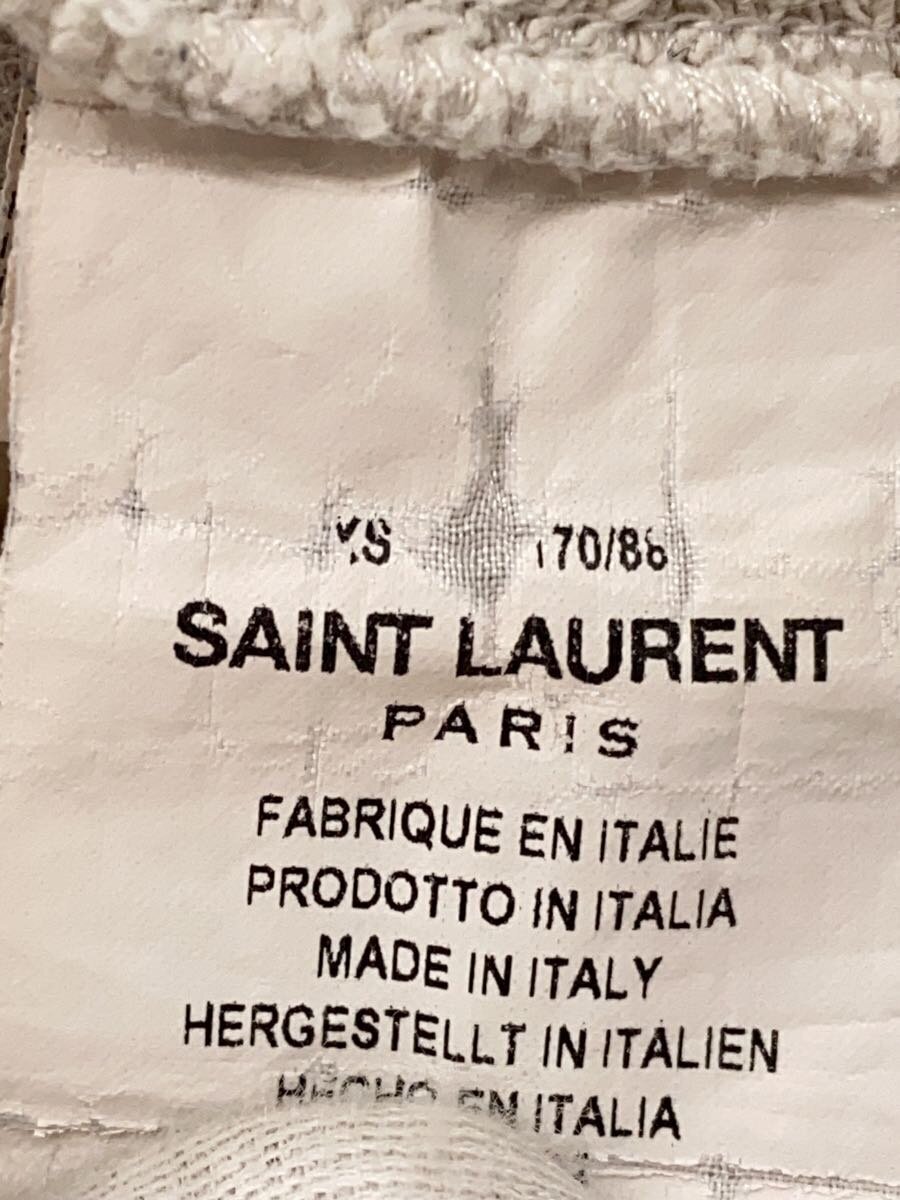 XS 170/88
SAINT LAURENT
PARIS
FABRIQUE EN ITALIE
PRODOTTO IN ITALIA
MADE IN ITALY
HERGESTELLT IN ITALIEN
HECHO EN ITALIA